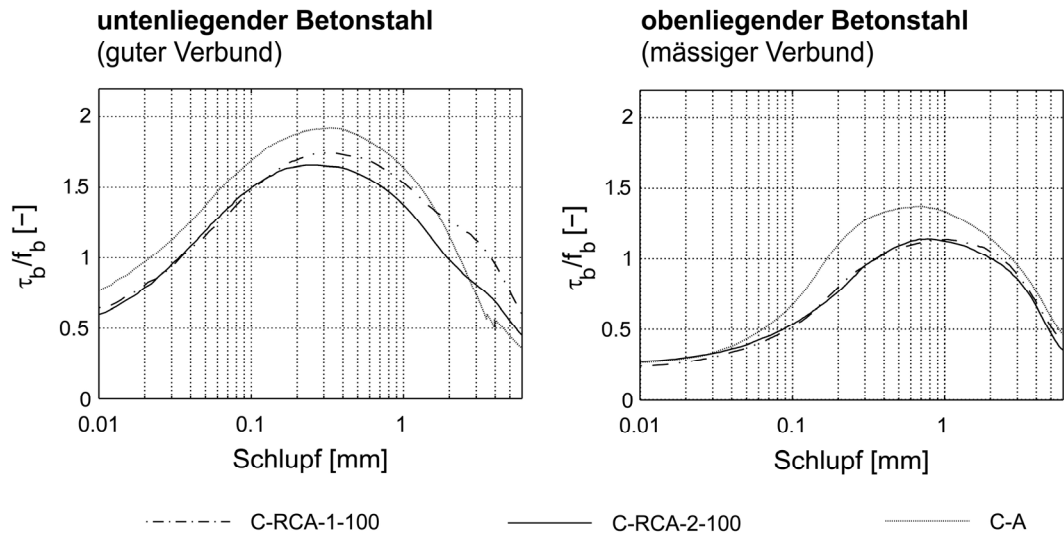 untenliegender Betonstahl
(guter Verbund)
2
1.5
1
0.5
0
τb/fb [−]
0.01
0.1
1
Schlupf [mm]
obenliegender Betonstahl
(mässiger Verbund)
2
1.5
1
0.5
0
τb/fb [−]
0.01
0.1
1
Schlupf [mm]
C-RCA-1-100
C-RCA-2-100
C-A